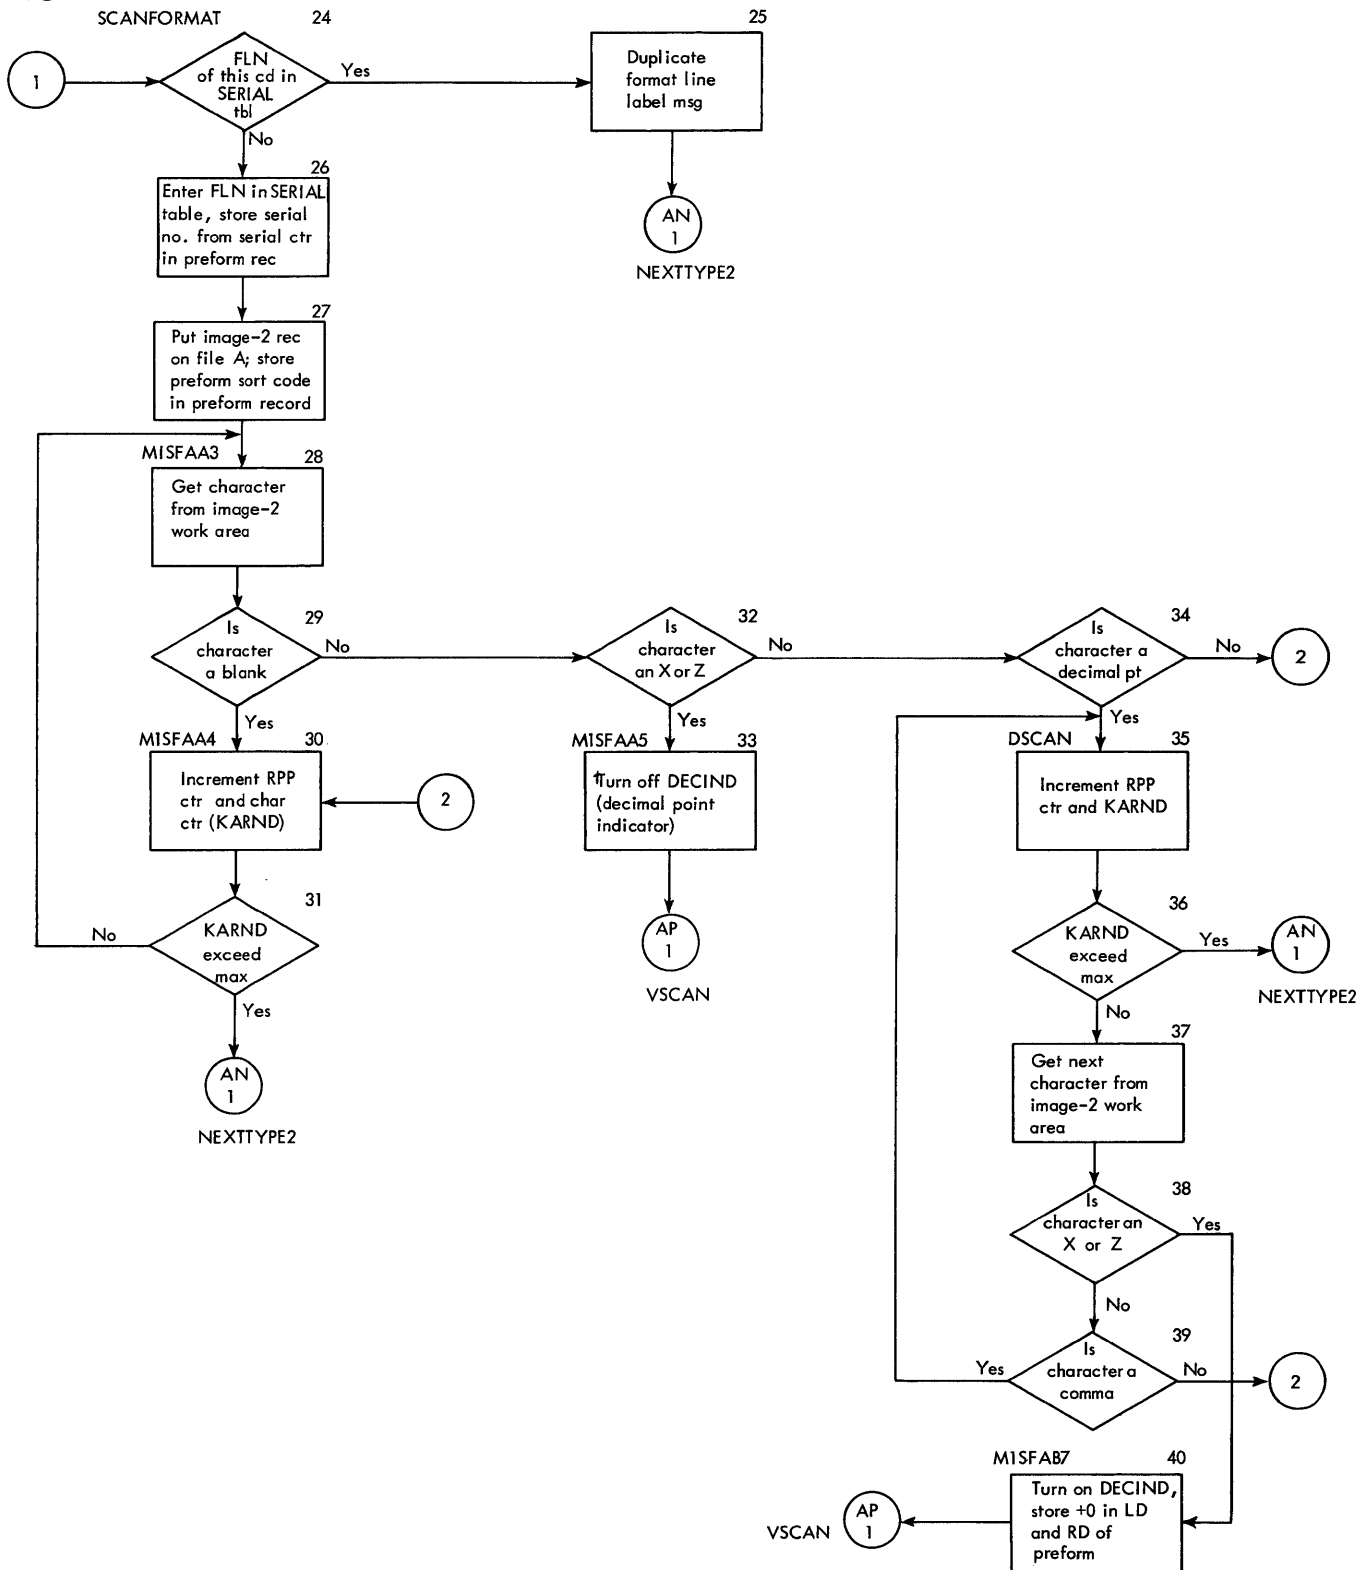 SCANFORMAT
24
1
FLN
of this cd in
SERIAL
tbl
Yes
No
25
Duplicate
format line
label msg
AN
1
NEXTTYPE2
26
Enter FLN in SERIAL
table, store serial
no. from serial ctr
in preform rec
27
Put image-2 rec
on file A; store
preform sort code
in preform record
M1SFAA3
28
Get character
from image-2
work area
29
Is
character
a blank
No
Yes
32
Is
character
an X or Z
No
Yes
34
Is
character a
decimal pt
No
2
Yes
M1SFAA4
30
Increment RPP
ctr and char
ctr (KARND)
2
M1SFAA5
33
Turn off DECIND
(decimal point
indicator)
AP
1
VSCAN
DSCAN
35
Increment RPP
ctr and KARND
31
KARND
exceed
max
No
Yes
AN
1
NEXTTYPE2
36
KARND
exceed
max
Yes
AN
1
NEXTTYPE2
No
37
Get next
character from
image-2 work
area
38
Is
character an
X or Z
Yes
No
39
Is
character a
comma
Yes
No
2
M1SFAB7
40
Turn on DECIND,
store +0 in LD
and RD of
preform
AP
1
VSCAN